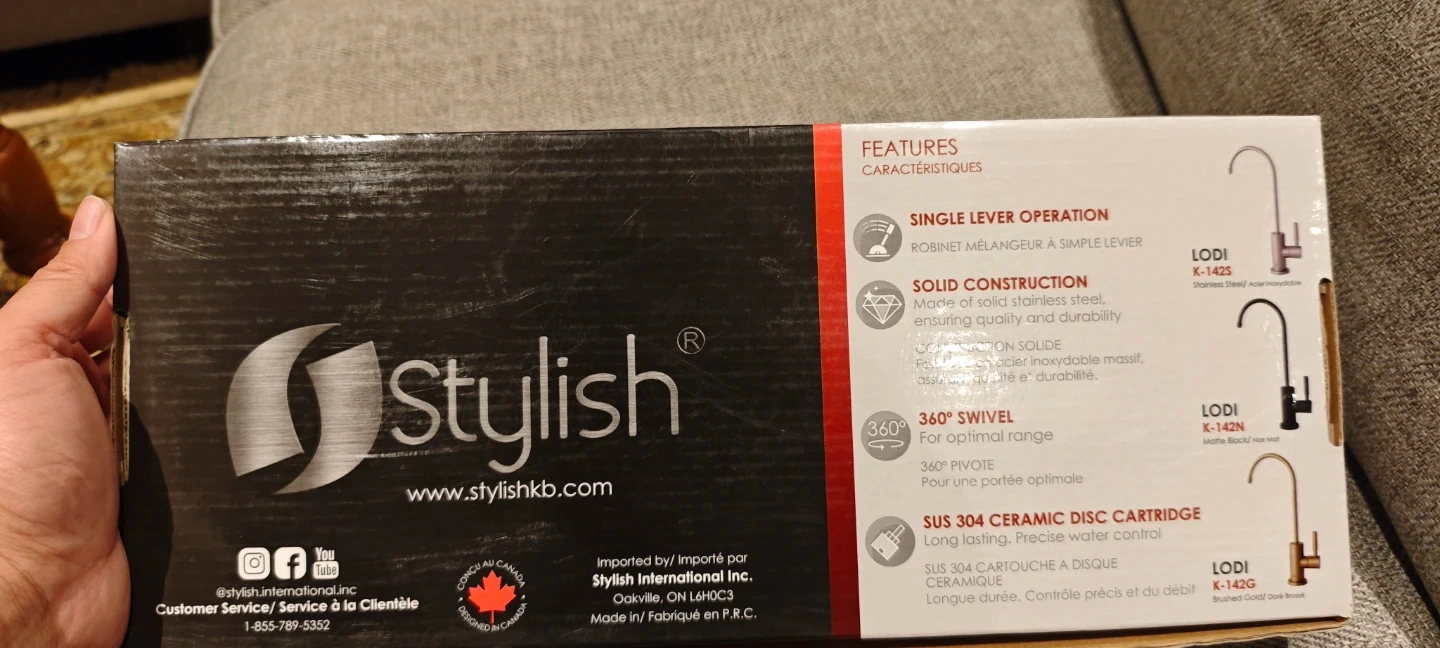 Stylish ®
www.stylishkb.com
You
Tube
@stylish.international.inc
Customer Service/ Service à la Clientèle
1-855-789-5352
CONÇU AU CANADA
DESIGNED IN CANADA
Imported by/ Importé par
Stylish International Inc.
Oakville, ON L6H0C3
Made in/ Fabriqué en P.R.C.
FEATURES
CARACTÉRISTIQUES
SINGLE LEVER OPERATION
ROBINET MÉLANGEUR À SIMPLE LEVIER
SOLID CONSTRUCTION
Made of solid stainless steel,
ensuring quality and durability
SOLIDE
acier inoxydable massif,
et durabilité.
360°
360° SWIVEL
For optimal range
360° PIVOTE
Pour une portée optimale
SUS 304 CERAMIC DISC CARTRIDGE
Long lasting. Precise water control
SUS 304 CARTOUCHE A DISQUE
CERAMIQUE
Longue durée. Contrôle précis et du débit
LODI
K-142S
Stainless Steel/ Acier Inoxydable
LODI
K-142N
Matte Black/ Noir Mat
LODI
K-142G
Brushed Gold/ Doré Brossé